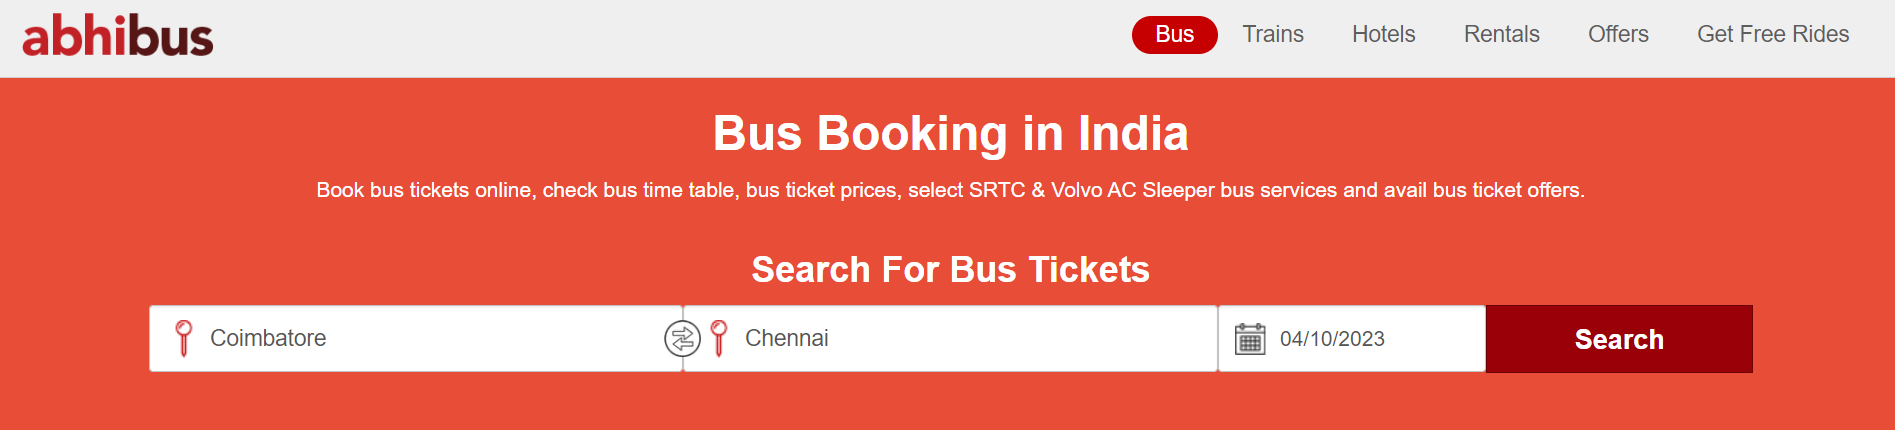 abhibus
Bus Trains Hotels Rentals Offers Get Free Rides
Bus Booking in India
Book bus tickets online, check bus time table, bus ticket prices, select SRTC & Volvo AC Sleeper bus services and avail bus ticket offers.
Search For Bus Tickets
Coimbatore Chennai 04/10/2023 Search